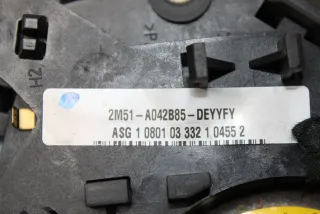 >P
H2
2M51-A042B85-DEYYFY
ASG 1 0801 03 332 1 0455 2